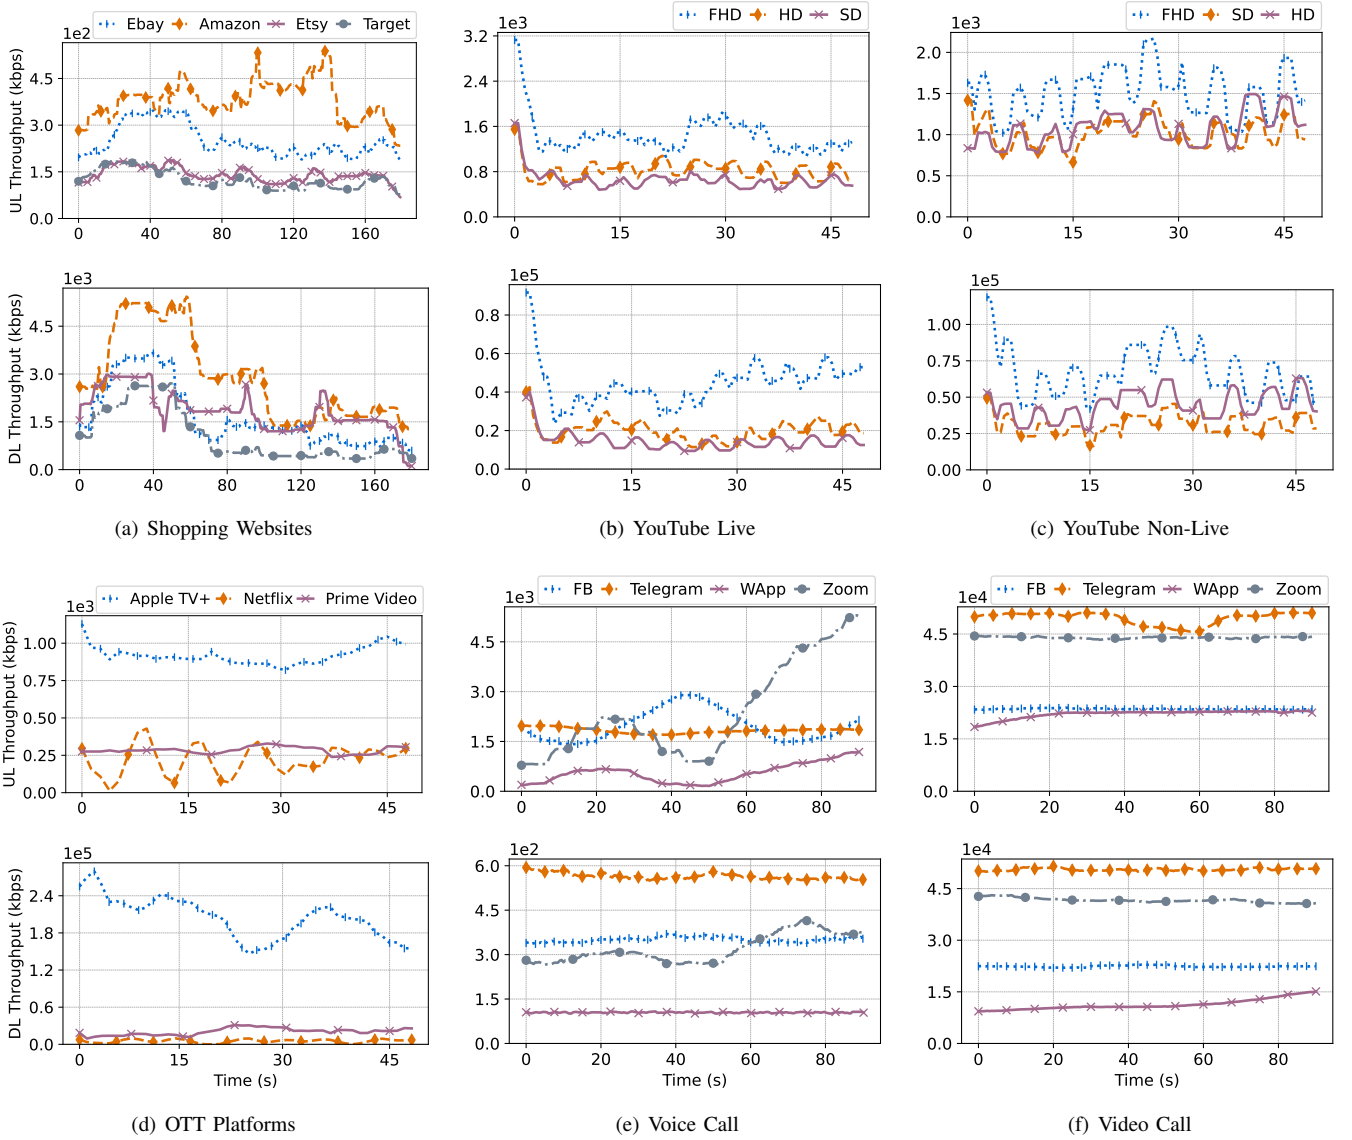 Ebay Amazon Etsy Target
1e2
UL Throughput (kbps)
4.5
3.0
1.5
0.0
0 40 80 120 160
1e3
DL Throughput (kbps)
4.5
3.0
1.5
0.0
0 40 80 120 160
(a) Shopping Websites
FHD HD SD
1e3
3.2
2.4
1.6
0.8
0.0
0 15 30 45
1e5
0.8
0.6
0.4
0.2
0.0
0 15 30 45
(b) YouTube Live
FHD SD HD
1e3
2.0
1.5
1.0
0.5
0.0
0 15 30 45
1e5
1.00
0.75
0.50
0.25
0.00
0 15 30 45
(c) YouTube Non-Live
Apple TV+ Netflix Prime Video
1e3
UL Throughput (kbps)
1.00
0.75
0.50
0.25
0.00
0 15 30 45
1e5
DL Throughput (kbps)
2.4
1.8
1.2
0.6
0.0
0 15 30 45
Time (s)
(d) OTT Platforms
FB Telegram WApp Zoom
1e3
4.5
3.0
1.5
0.0
0 20 40 60 80
1e2
6.0
4.5
3.0
1.5
0.0
0 20 40 60 80
Time (s)
(e) Voice Call
FB Telegram WApp Zoom
1e4
4.5
3.0
1.5
0.0
0 20 40 60 80
1e4
4.5
3.0
1.5
0.0
0 20 40 60 80
Time (s)
(f) Video Call